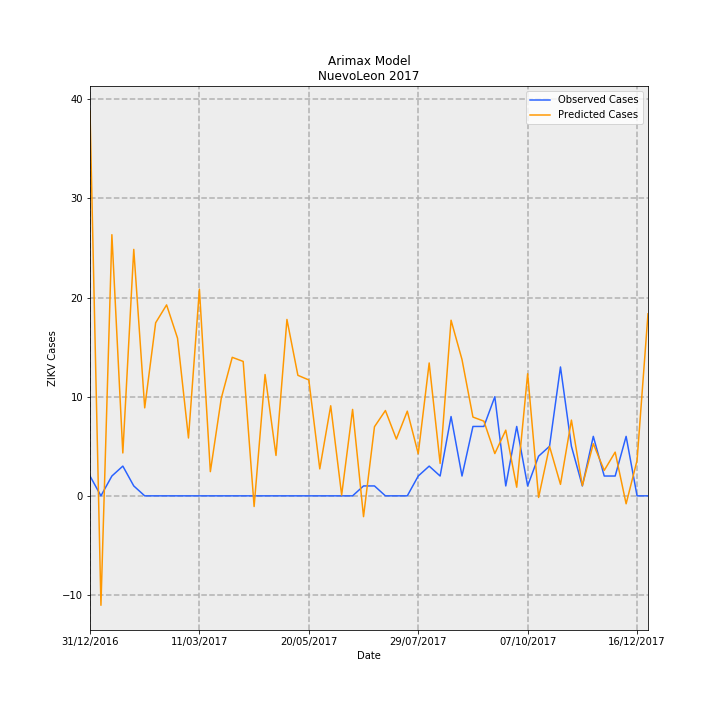 Arimax Model
NuevoLeon 2017
Observed Cases
Predicted Cases
40
30
20
10
0
−10
ZIKV Cases
31/12/2016
11/03/2017
20/05/2017
29/07/2017
07/10/2017
16/12/2017
Date